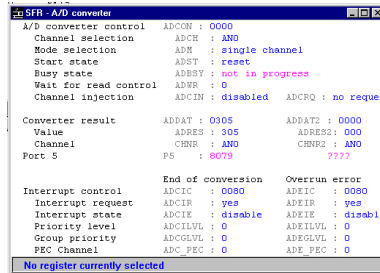 SFR - A/D converter
A/D converter control ADCON : 0000
Channel selection ADCH : AN0
Mode selection ADM : single channel
Start state ADST : reset
Busy state ADBSY : not in progress
Wait for read control ADWR : 0
Channel injection ADCIN : disabled ADCRQ : no reque
Converter result ADDAT : 0305 ADDAT2 : 0000
Value ADRES : 305 ADRES2: 000
Channel CHNR : AN0 CHNR2 : AN0
Port 5 P5 : 8079 ????
End of conversion Overrun error
Interrupt control ADCIC : 0080 ADEIC : 0080
Interrupt request ADCIR : yes ADEIR : yes
Interrupt state ADCIE : disable ADEIE : disabl
Priority level ADCILVL : 0 ADEILVL : 0
Group priority ADCGLVL : 0 ADEGLVL : 0
PEC Channel ADC_PEC : 0 ADE_PEC : 0
No register currently selected